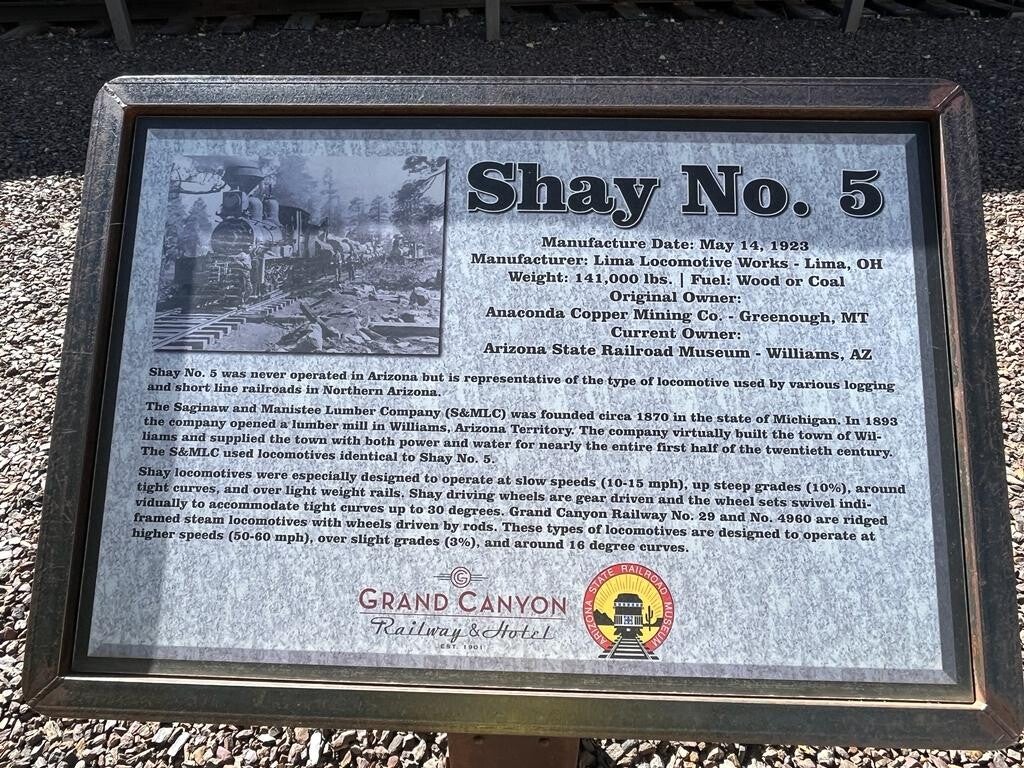 Shay No. 5
Manufacture Date: May 14, 1923
Manufacturer: Lima Locomotive Works - Lima, OH
Weight: 141,000 lbs. | Fuel: Wood or Coal
Original Owner:
Anaconda Copper Mining Co. - Greenough, MT
Current Owner:
Arizona State Railroad Museum - Williams, AZ
Shay No. 5 was never operated in Arizona but is representative of the type of locomotive used by various logging
and short line railroads in Northern Arizona.
The Saginaw and Manistee Lumber Company (S&MLC) was founded circa 1870 in the state of Michigan. In 1893
the company opened a lumber mill in Williams, Arizona Territory. The company virtually built the town of Wil-
liams and supplied the town with both power and water for nearly the entire first half of the twentieth century.
The S&MLC used locomotives identical to Shay No. 5.
Shay locomotives were especially designed to operate at slow speeds (10-15 mph), up steep grades (10%), around
tight curves, and over light weight rails. Shay driving wheels are gear driven and the wheel sets swivel indi-
vidually to accommodate tight curves up to 30 degrees. Grand Canyon Railway No. 29 and No. 4960 are ridged
framed steam locomotives with wheels driven by rods. These types of locomotives are designed to operate at
higher speeds (50-60 mph), over slight grades (3%), and around 16 degree curves.
G
GRAND CANYON
Railway & Hotel
EST. 1901
ARIZONA STATE RAILROAD MUSEUM